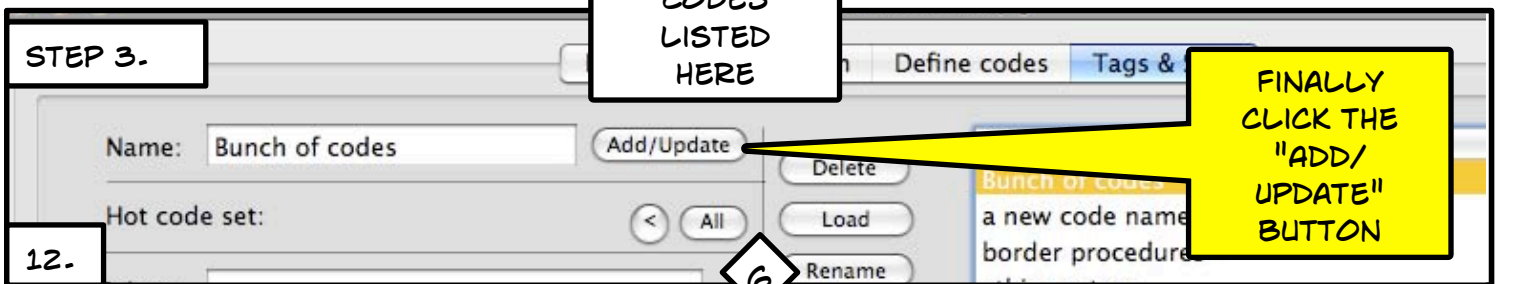 CODES
LISTED
HERE
STEP 3.
Define codes
Tags &
FINALLY
CLICK THE
"ADD/
UPDATE"
BUTTON
Name:
Bunch of codes
Add/Update
Delete
Bunch of codes
Hot code set:
<
All
Load
a new code name
border procedures
12.
G
Rename